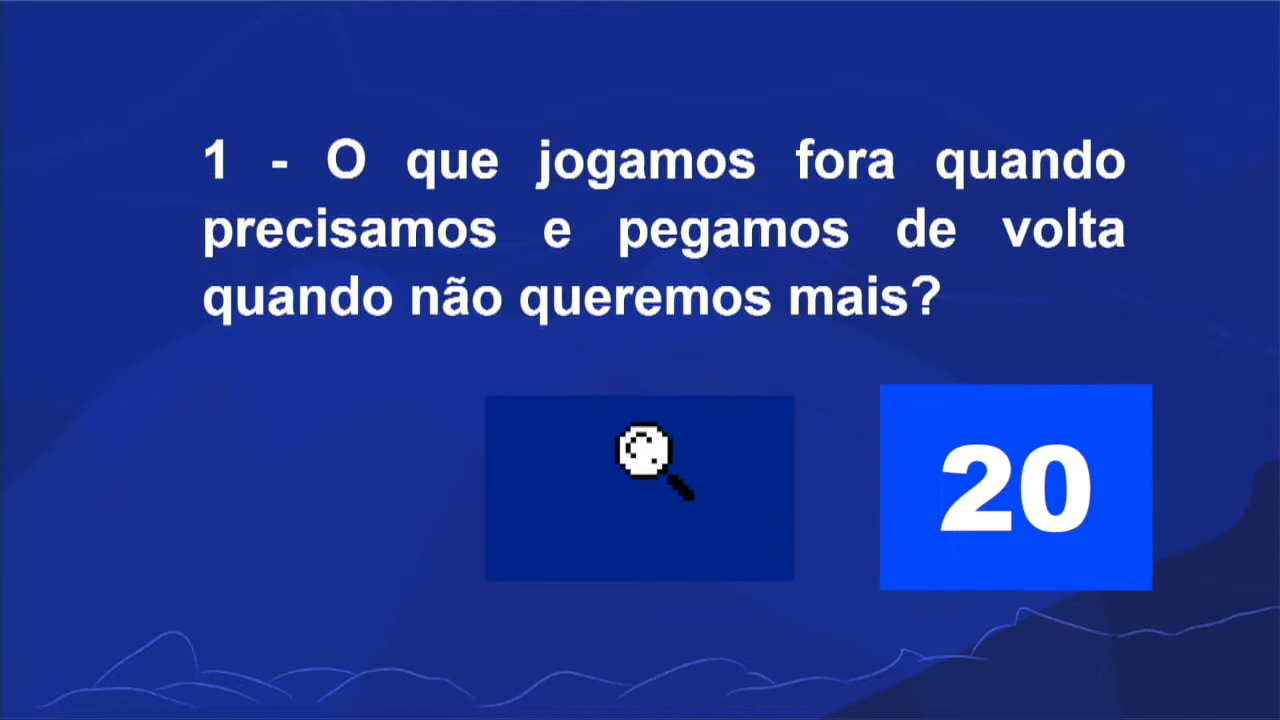 1 - O que jogamos fora quando
precisamos e pegamos de volta
quando não queremos mais?
20